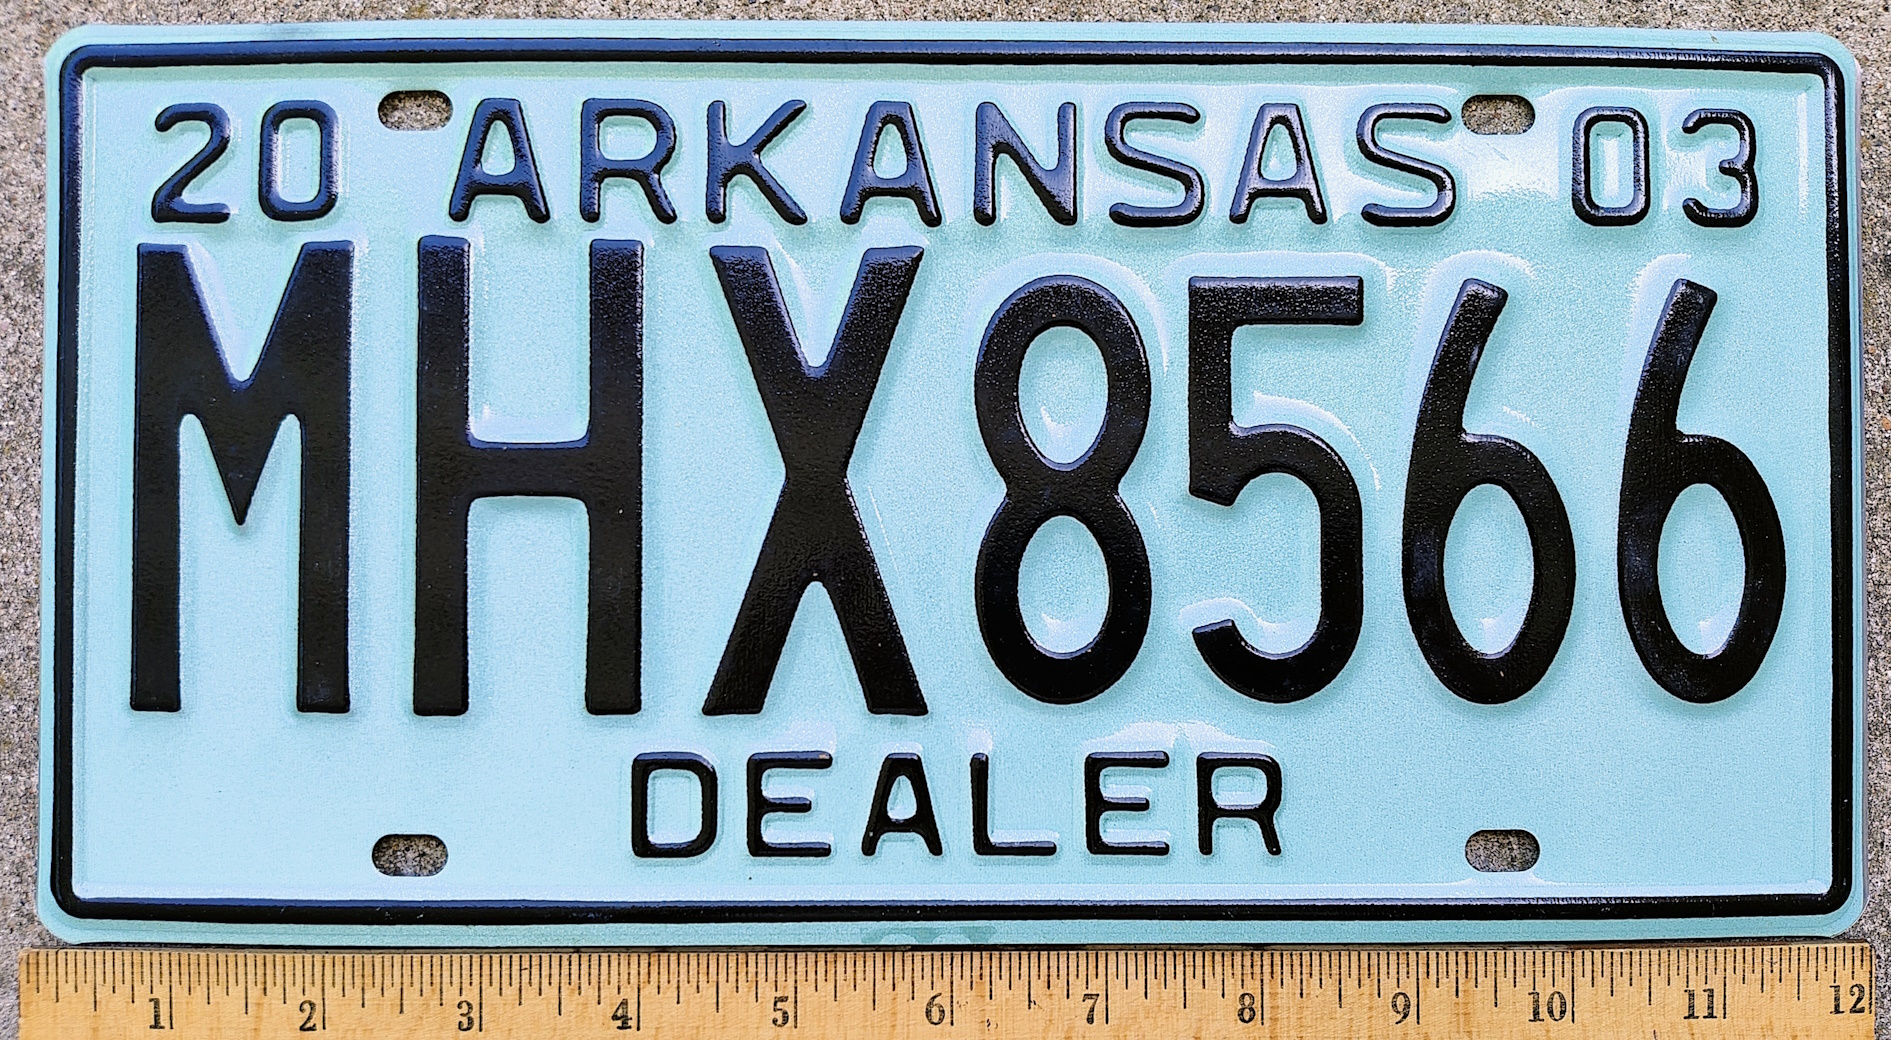 20 ARKANSAS 03
MHX8566
DEALER
1 2 3 4 5 6 7 8 9 10 11 12